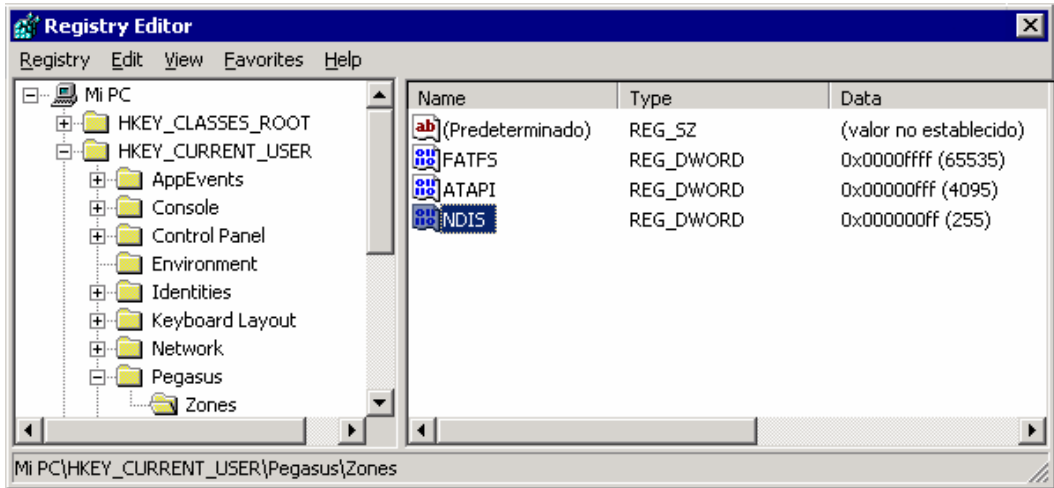 Registry Editor
Registry Edit View Favorites Help
Mi PC
HKEY_CLASSES_ROOT
HKEY_CURRENT_USER
AppEvents
Console
Control Panel
Environment
Identities
Keyboard Layout
Network
Pegasus
Zones
Name Type Data
(Predeterminado) REG_SZ (valor no establecido)
FATFS REG_DWORD 0x0000ffff (65535)
ATAPI REG_DWORD 0x00000fff (4095)
NDIS REG_DWORD 0x000000ff (255)
Mi PC\HKEY_CURRENT_USER\Pegasus\Zones